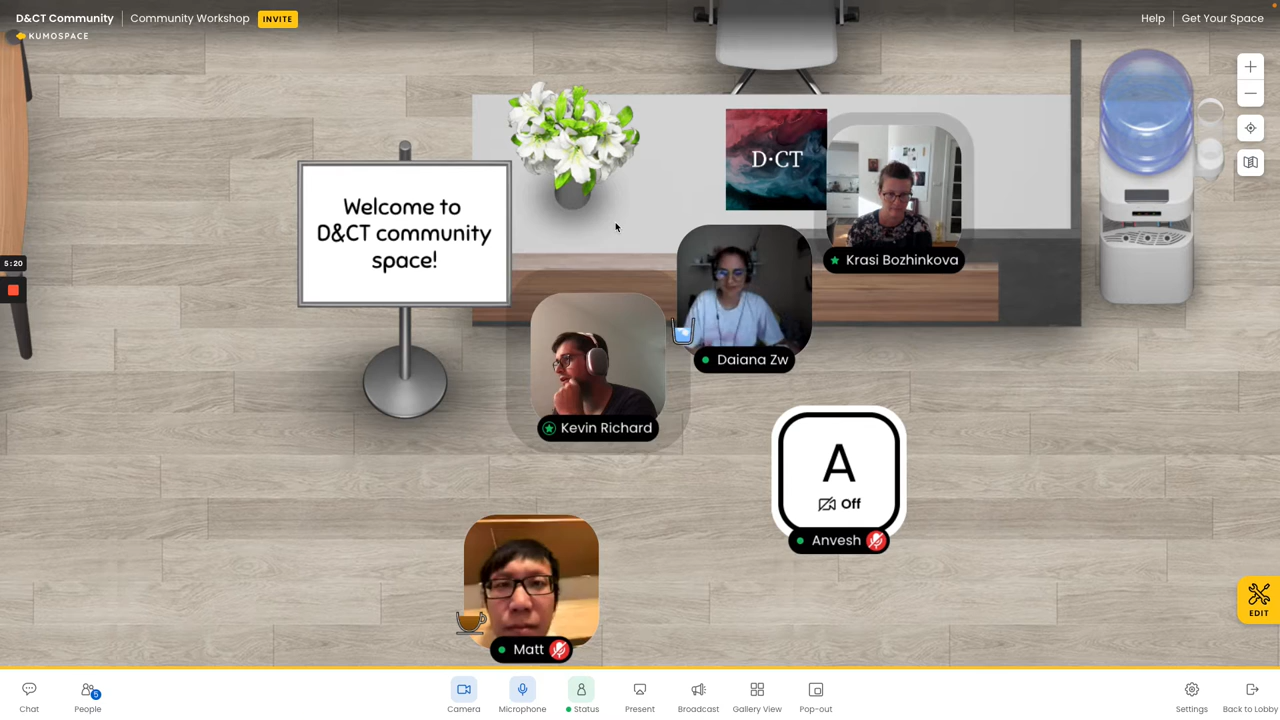 D&CT Community
Community Workshop
INVITE
Help
Get Your Space
KUMOSPACE
D·CT
Welcome to
D&CT community
space!
5:20
Krasi Bozhinkova
Daiana Zw
Kevin Richard
A
Off
Anvesh
Matt
EDIT
Chat
5
People
Camera
Microphone
Status
Present
Broadcast
Gallery View
Pop-out
Settings
Back to Lobby